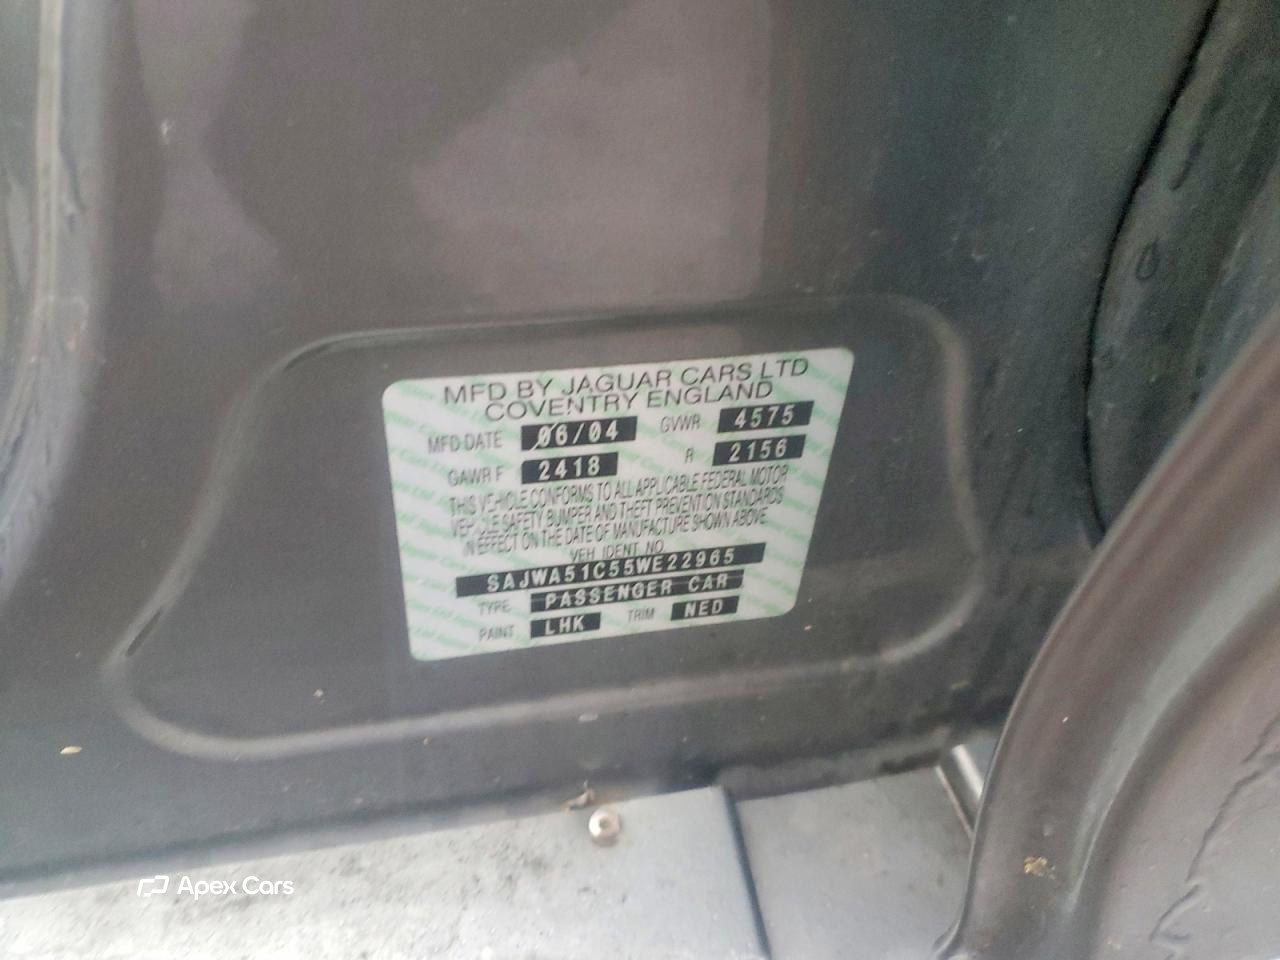 MFD BY JAGUAR CARS LTD
COVENTRY ENGLAND
MFD DATE 06/04 GVWR 4575
GAWR F 2418 R 2156
THIS VEHICLE CONFORMS TO ALL APPLICABLE FEDERAL MOTOR
VEHICLE SAFETY BUMPER AND THEFT PREVENTION STANDARDS
IN EFFECT ON THE DATE OF MANUFACTURE SHOWN ABOVE
VEH IDENT NO
SAJWA51C55WE22965
TYPE PASSENGER CAR
PAINT LHK TRIM NED
Apex Cars